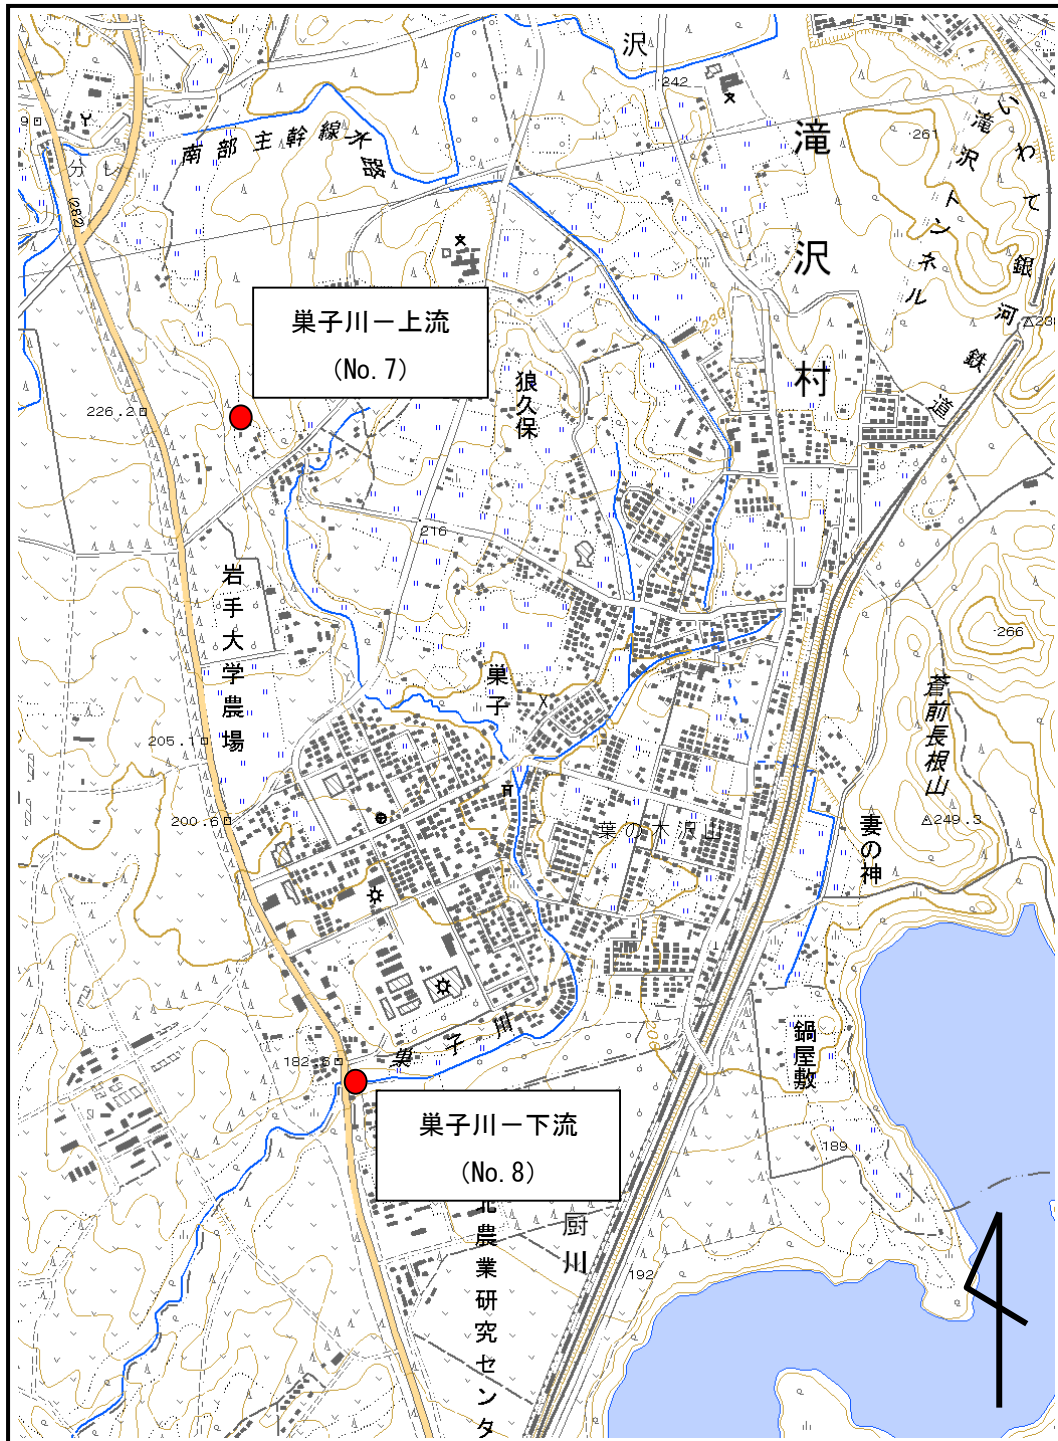 沢
242
滝沢村
261
いわて銀河鉄道
滝沢トンネル
南部主幹線水路
(282)
巣子川－上流
(No. 7)
230
狼久保
226.2
216
岩手大学農場
266
巣子
蒼前長根山
205.1
200.6
葉の木沢山
249.3
妻の神
巣子川
182.5
鍋屋敷
巣子川－下流
(No. 8)
189
北農業研究センタ
厨川
192